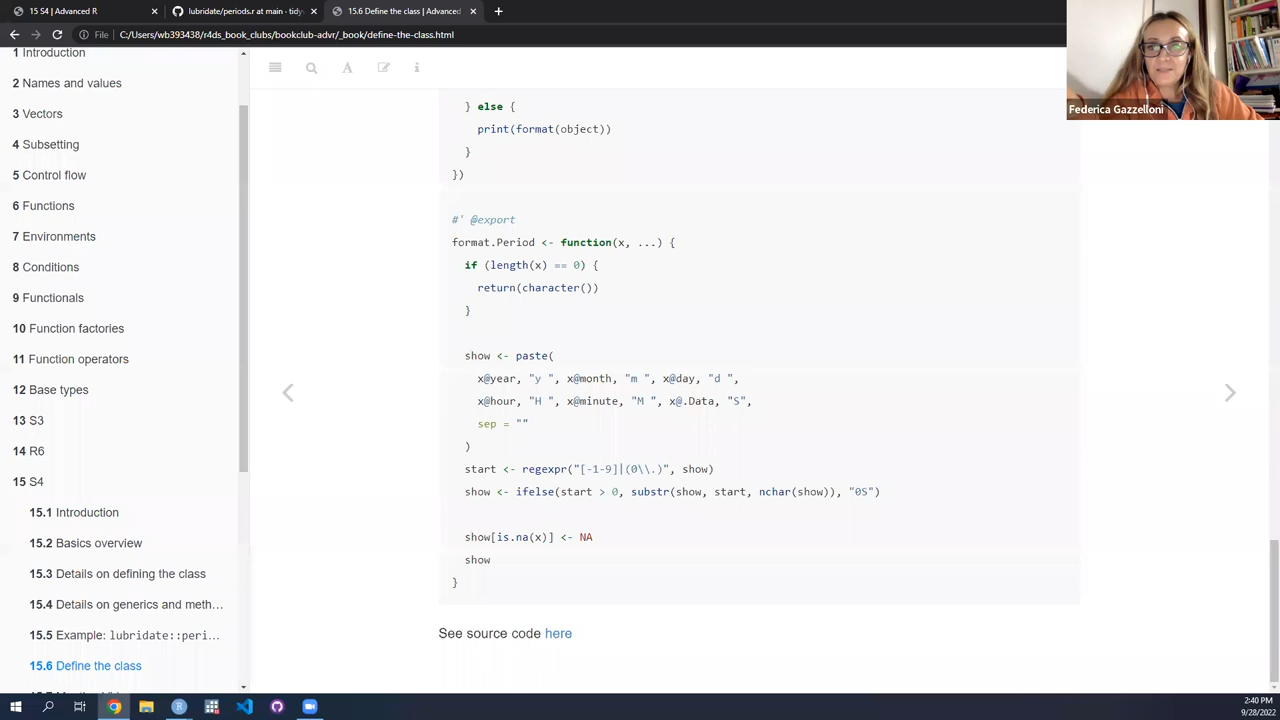 15 S4 | Advanced R
lubridate/periods.r at main · tidy
15.6 Define the class | Advanced
File
C:/Users/wb393438/r4ds_book_clubs/bookclub-advr/_book/define-the-class.html
1 Introduction
2 Names and values
3 Vectors
4 Subsetting
5 Control flow
6 Functions
7 Environments
8 Conditions
9 Functionals
10 Function factories
11 Function operators
12 Base types
13 S3
14 R6
15 S4
15.1 Introduction
15.2 Basics overview
15.3 Details on defining the class
15.4 Details on generics and meth…
15.5 Example: lubridate::peri…
15.6 Define the class
} else {
print(format(object))
}
})
#' @export
format.Period <- function(x, ...) {
if (length(x) == 0) {
return(character())
}
show <- paste(
x@year, "y ", x@month, "m ", x@day, "d ",
x@hour, "H ", x@minute, "M ", x@.Data, "S",
sep = ""
)
start <- regexpr("[-1-9]|(0\\.)", show)
show <- ifelse(start > 0, substr(show, start, nchar(show)), "0S")
show[is.na(x)] <- NA
show
}
See source code here
Federica Gazzelloni
2:40 PM
9/28/2022